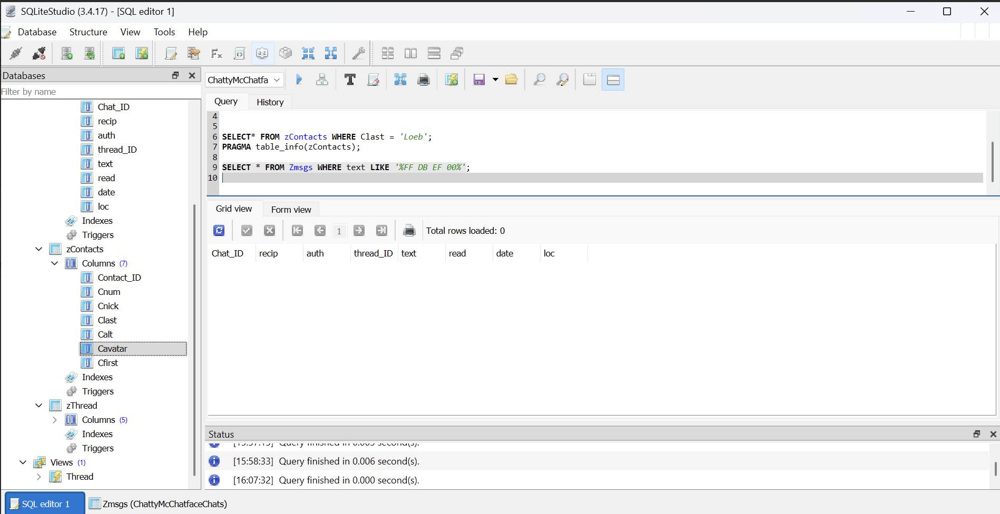 SQLiteStudio (3.4.17) - [SQL editor 1]
Database Structure View Tools Help
Databases
Filter by name
Chat_ID
recip
auth
thread_ID
text
read
date
loc
Indexes
Triggers
zContacts
Columns (7)
Contact_ID
Cnum
Cnick
Clast
Calt
Cavatar
Cfirst
Indexes
Triggers
zThread
Columns (5)
Indexes
Triggers
Views (1)
Thread
ChattyMcChatfa
Query History
4
5
6 SELECT* FROM zContacts WHERE Clast = 'Loeb';
7 PRAGMA table_info(zContacts);
8
9 SELECT * FROM Zmsgs WHERE text LIKE '%FF DB EF 00%';
10
Grid view Form view
1 Total rows loaded: 0
Chat_ID recip auth thread_ID text read date loc
Status
Query finished in 0.005 second(s).
[15:58:33] Query finished in 0.006 second(s).
[16:07:32] Query finished in 0.000 second(s).
SQL editor 1 Zmsgs (ChattyMcChatfaceChats)